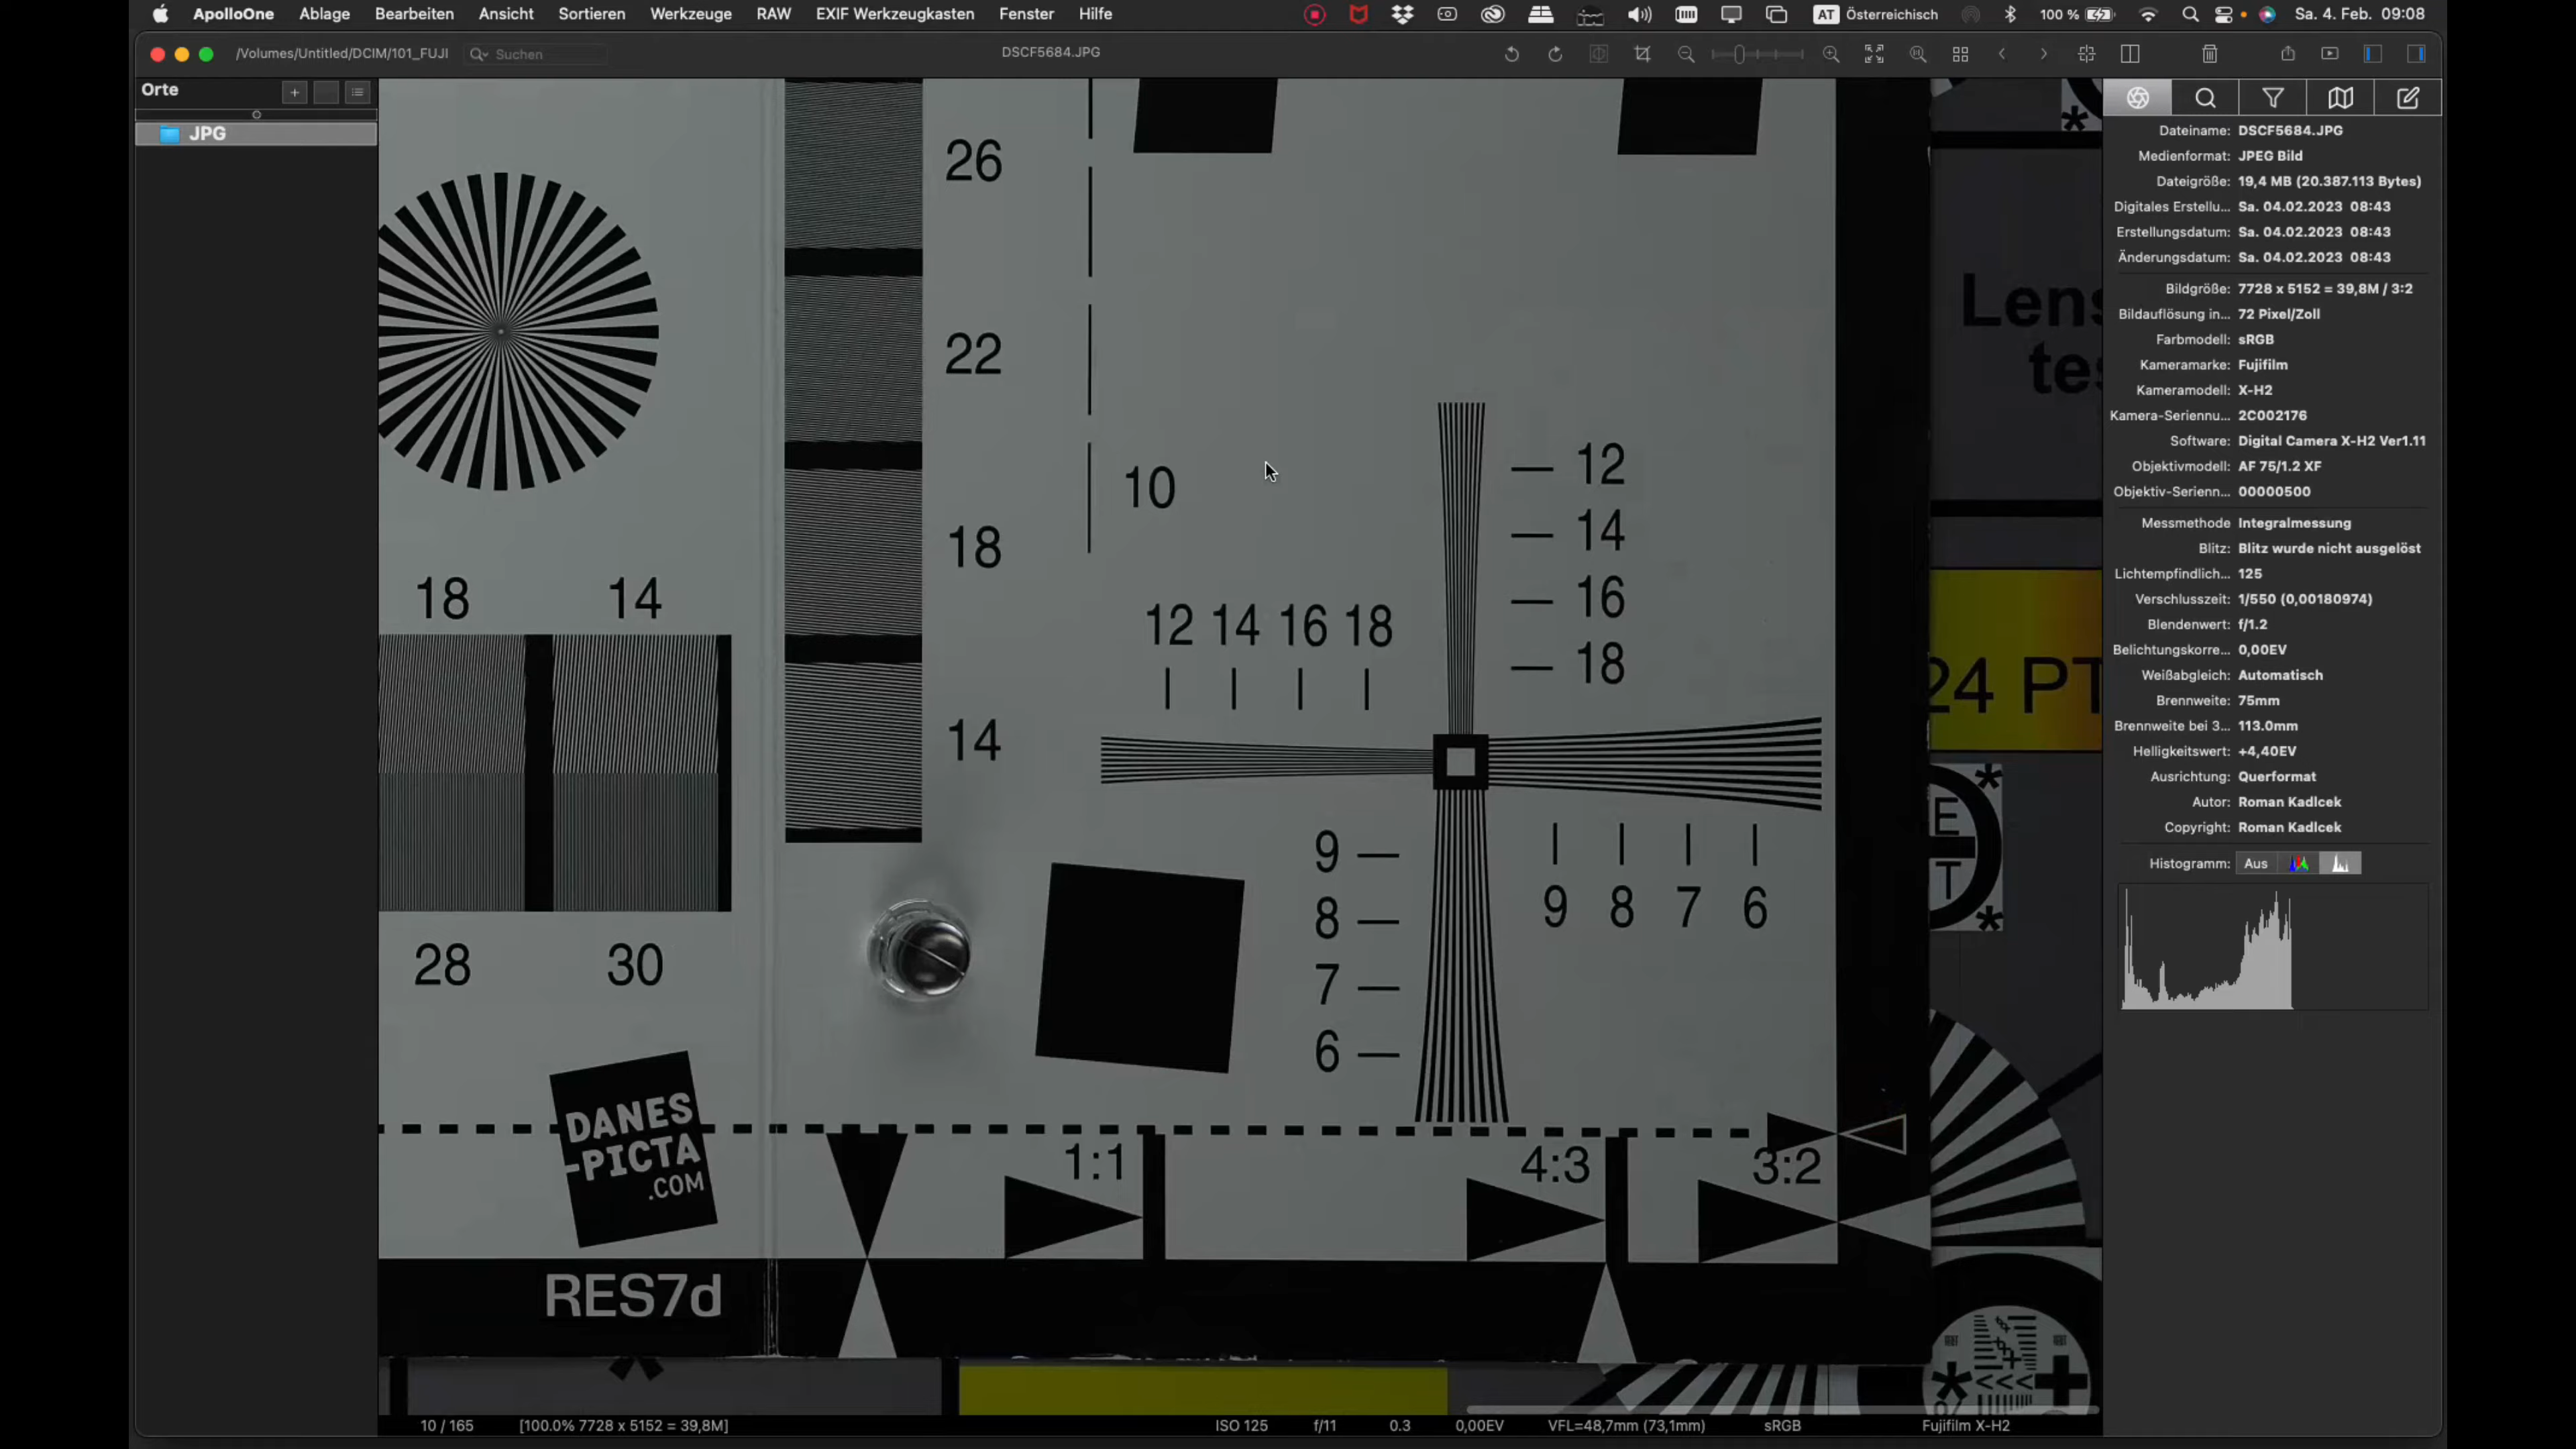 ApolloOne Ablage Bearbeiten Ansicht Sortieren Werkzeuge RAW EXIF Werkzeugkasten Fenster Hilfe
AT Österreichisch 100 % Sa. 4. Feb. 09:08
/Volumes/Untitled/DCIM/101_FUJI Suchen DSCF5684.JPG
Orte
JPG
26
22
18
14
10
12
14
16
18
12 14 16 18
9
8
7
6
9 8 7 6
18 14
28 30
DANES
-PICTA
.COM
1:1 4:3 3:2
RES7d
Lens
tes
24 PT
E
T
Dateiname: DSCF5684.JPG
Medienformat: JPEG Bild
Dateigröße: 19,4 MB (20.387.113 Bytes)
Digitales Erstellu... Sa. 04.02.2023 08:43
Erstellungsdatum: Sa. 04.02.2023 08:43
Änderungsdatum: Sa. 04.02.2023 08:43
Bildgröße: 7728 x 5152 = 39,8M / 3:2
Bildauflösung in... 72 Pixel/Zoll
Farbmodell: sRGB
Kameramarke: Fujifilm
Kameramodell: X-H2
Kamera-Seriennu... 2C002176
Software: Digital Camera X-H2 Ver1.11
Objektivmodell: AF 75/1.2 XF
Objektiv-Serienn... 00000500
Messmethode Integralmessung
Blitz: Blitz wurde nicht ausgelöst
Lichtempfindlich... 125
Verschlusszeit: 1/550 (0,00180974)
Blendenwert: f/1.2
Belichtungskorre... 0,00EV
Weißabgleich: Automatisch
Brennweite: 75mm
Brennweite bei 3... 113.0mm
Helligkeitswert: +4,40EV
Ausrichtung: Querformat
Autor: Roman Kadlcek
Copyright: Roman Kadlcek
Histogramm: Aus
10 / 165 [100.0% 7728 x 5152 = 39,8M] ISO 125 f/11 0.3 0,00EV VFL=48,7mm (73,1mm) sRGB Fujifilm X-H2